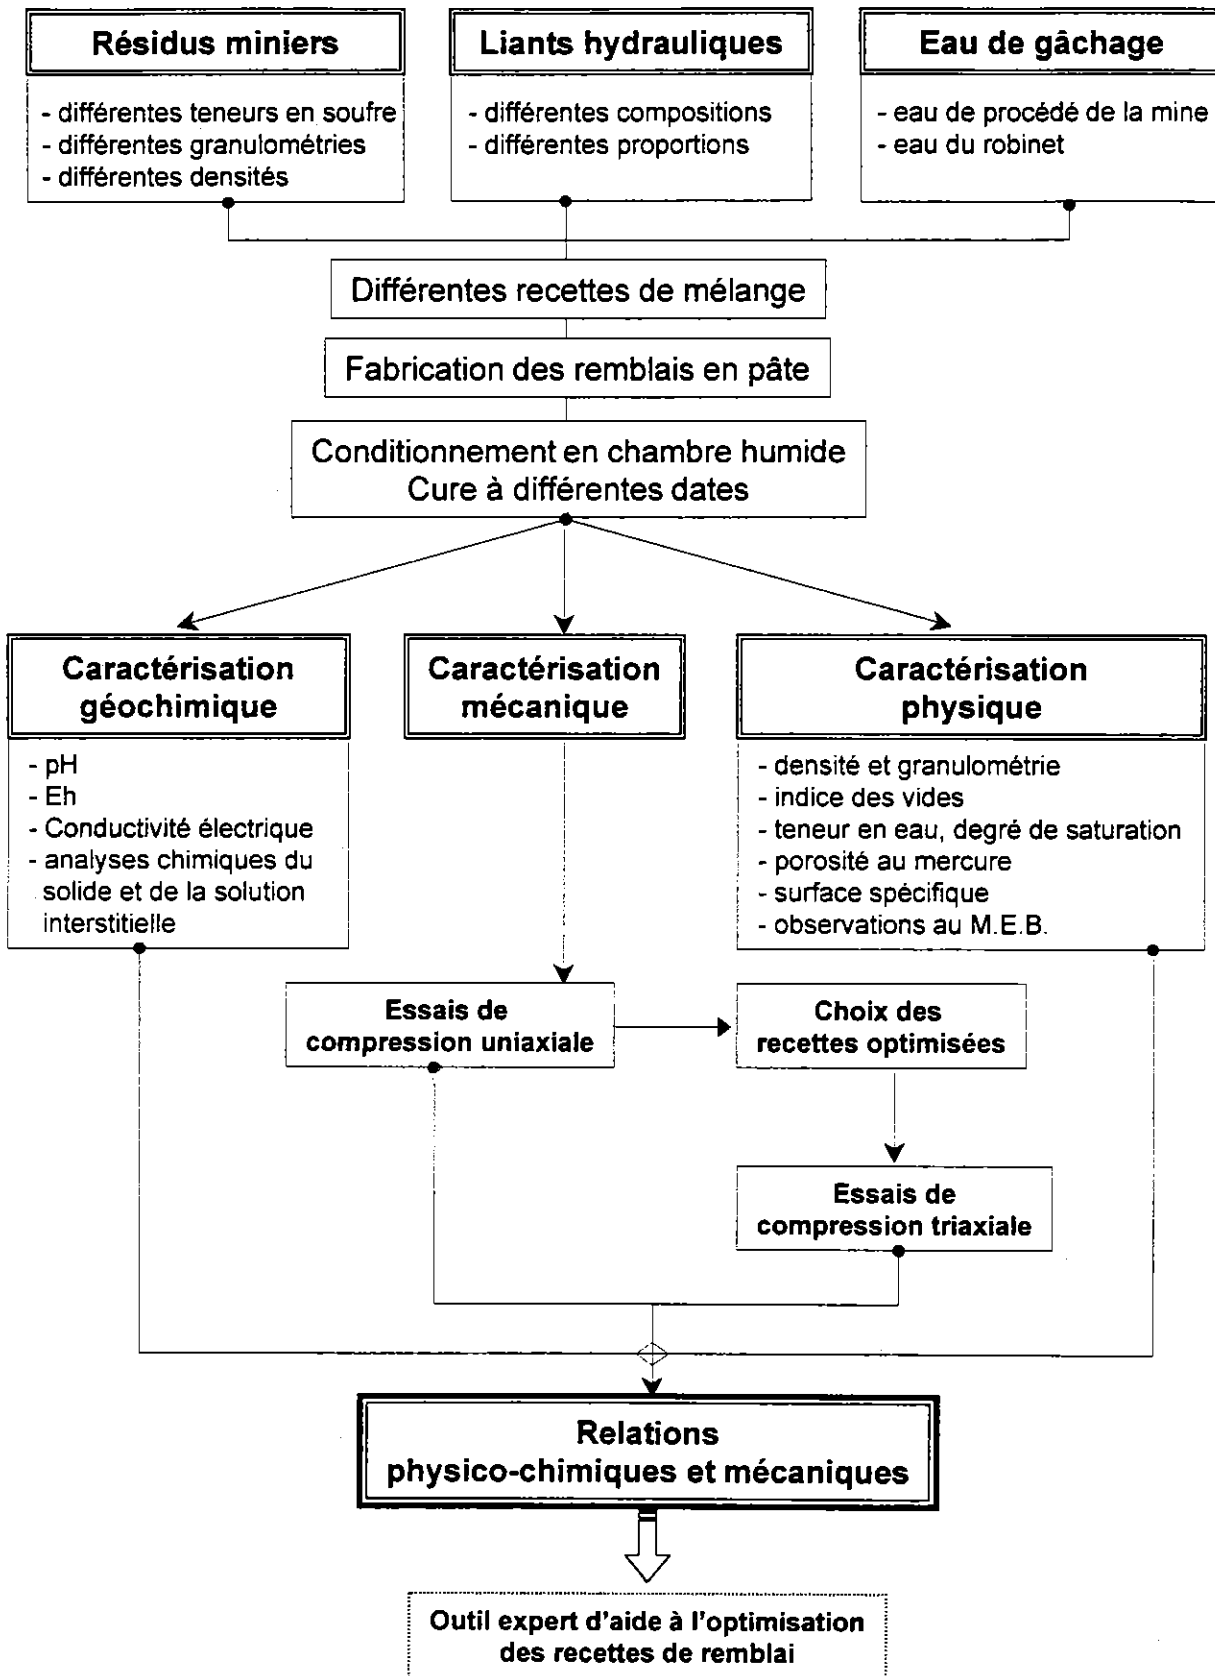 Résidus miniers
- différentes teneurs en soufre
- différentes granulométries
- différentes densités
Liants hydrauliques
- différentes compositions
- différentes proportions
Eau de gâchage
- eau de procédé de la mine
- eau du robinet
Différentes recettes de mélange
Fabrication des remblais en pâte
Conditionnement en chambre humide
Cure à différentes dates
Caractérisation
géochimique
- pH
- Eh
- Conductivité électrique
- analyses chimiques du
solide et de la solution
interstitielle
Caractérisation
mécanique
Caractérisation
physique
- densité et granulométrie
- indice des vides
- teneur en eau, degré de saturation
- porosité au mercure
- surface spécifique
- observations au M.E.B.
Essais de
compression uniaxiale
Choix des
recettes optimisées
Essais de
compression triaxiale
Relations
physico-chimiques et mécaniques
Outil expert d'aide à l'optimisation
des recettes de remblai